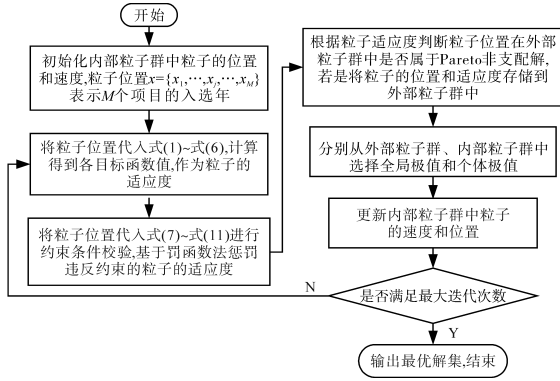 开始
初始化内部粒子群中粒子的位置
和速度,粒子位置x={x₁,…,xⱼ,…,x_M}
表示M个项目的入选年
将粒子位置代入式(1)~式(6),计算
得到各目标函数值,作为粒子的
适应度
将粒子位置代入式(7)~式(11)进行
约束条件校验,基于罚函数法惩罚
违反约束的粒子的适应度
根据粒子适应度判断粒子位置在外部
粒子群中是否属于Pareto非支配解,
若是将粒子的位置和适应度存储到
外部粒子群中
分别从外部粒子群、内部粒子群中
选择全局极值和个体极值
更新内部粒子群中粒子
的速度和位置
是否满足最大迭代次数
N
Y
输出最优解集,结束